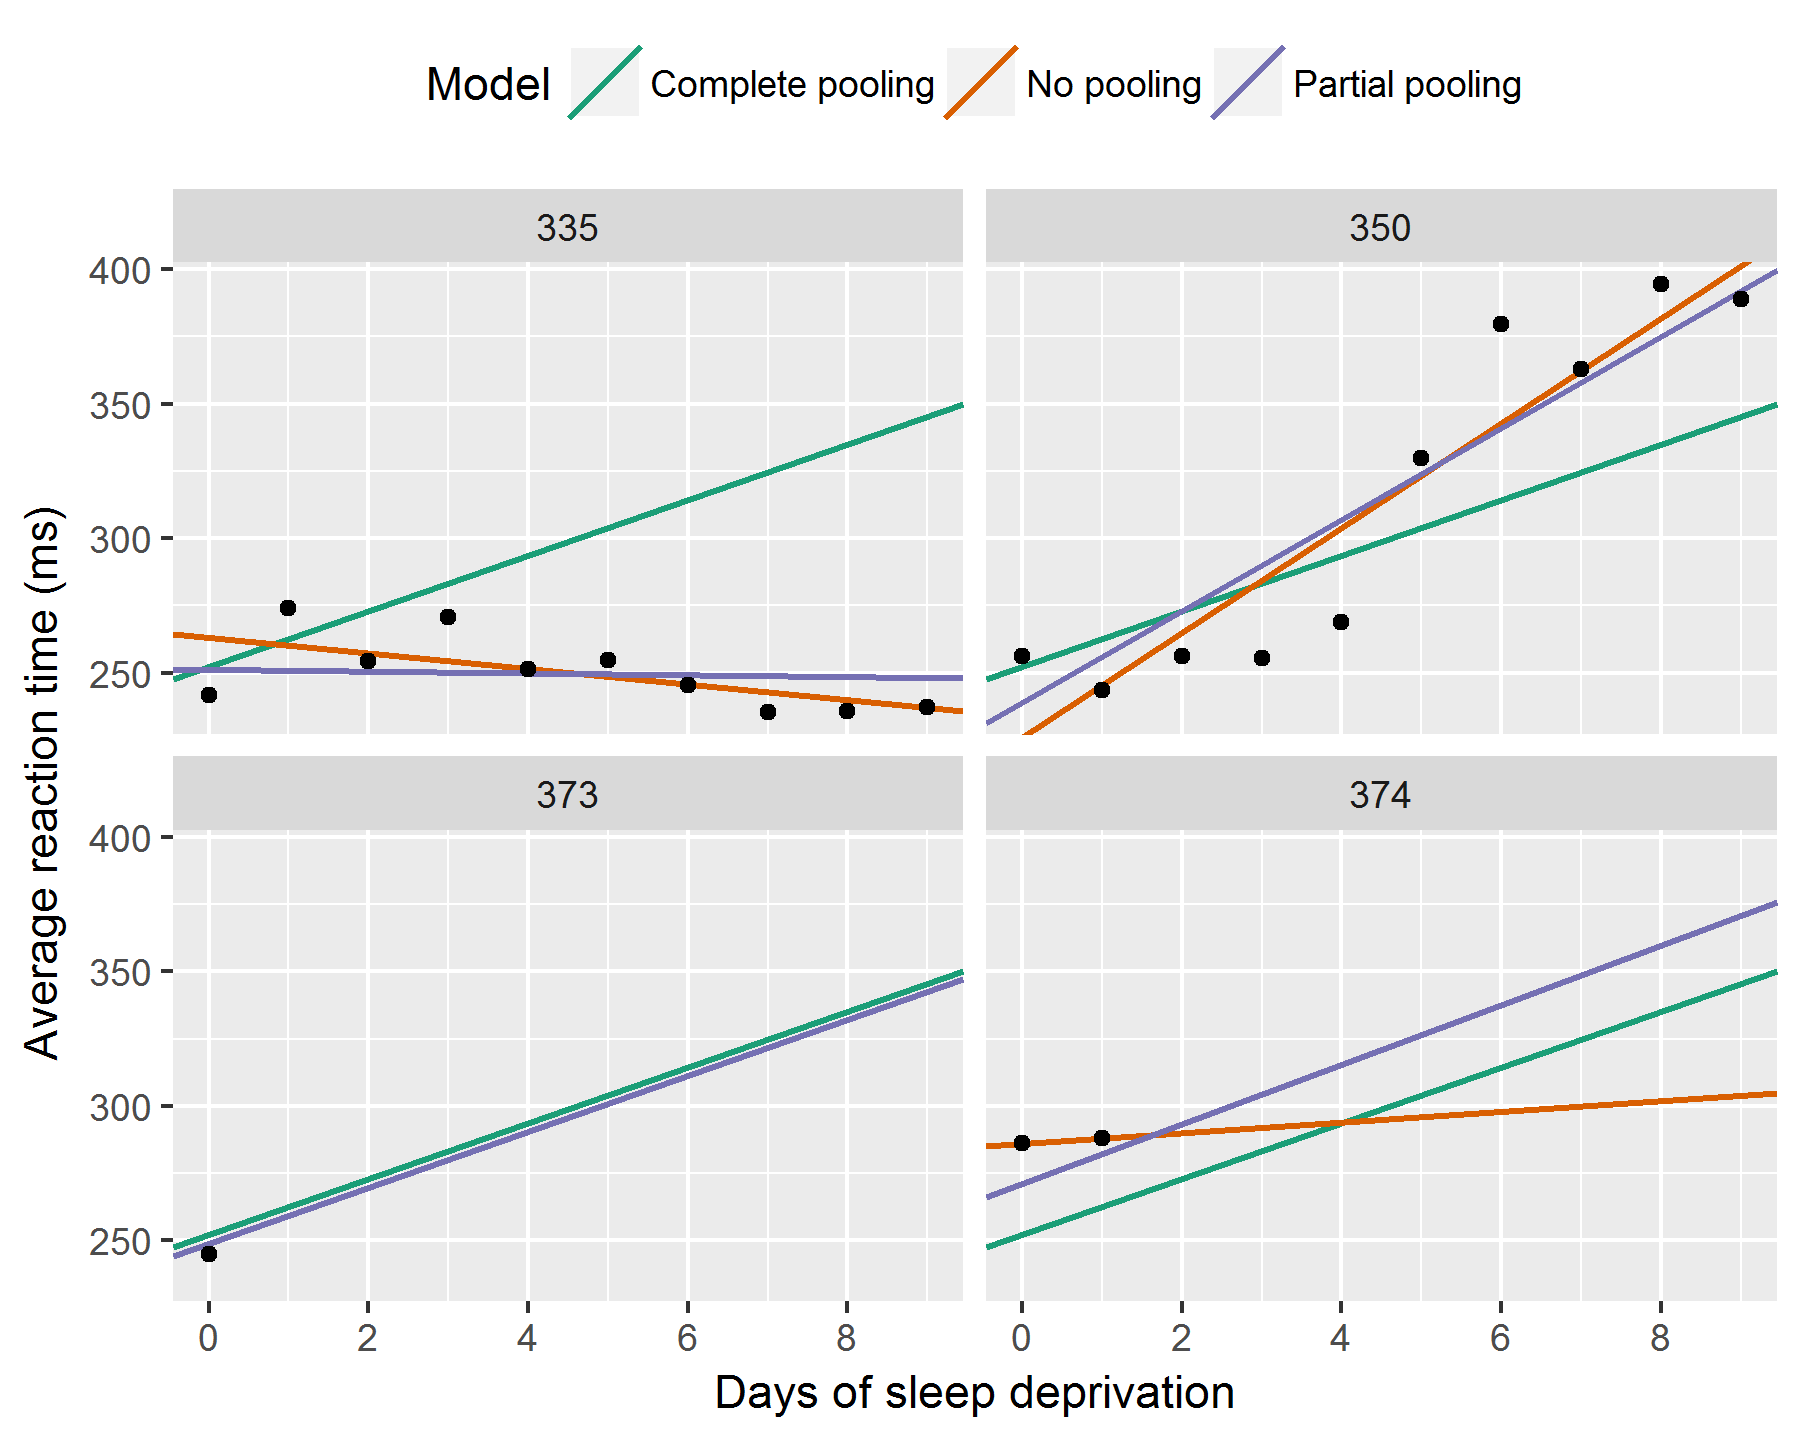 Model Complete pooling No pooling Partial pooling
335 350
400
350
300
250
373 374
400
350
300
250
0 2 4 6 8 0 2 4 6 8
Days of sleep deprivation
Average reaction time (ms)